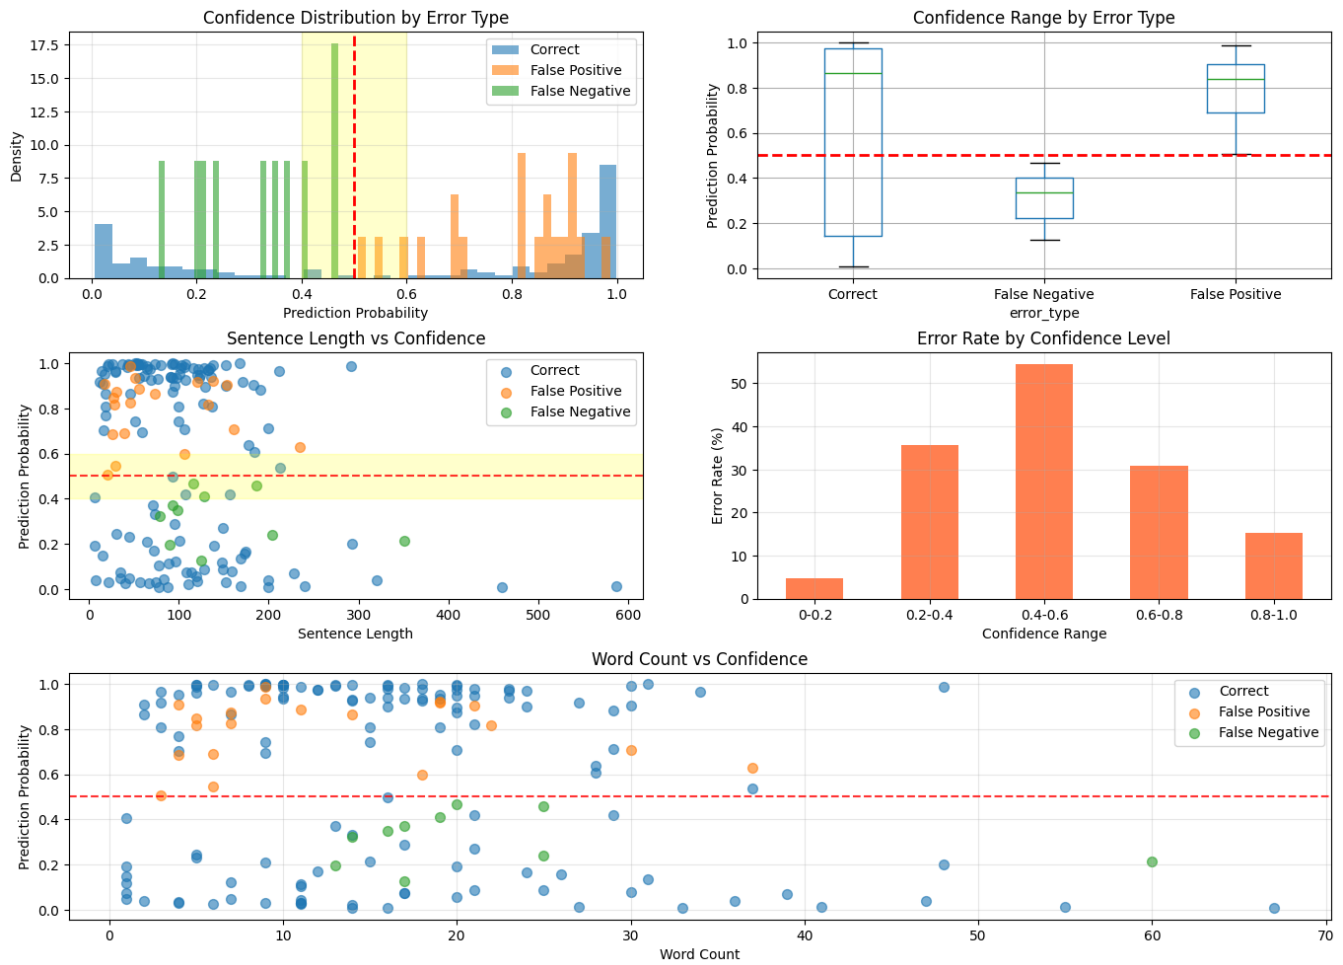 Confidence Distribution by Error Type
17.5
15.0
12.5
10.0
7.5
5.0
2.5
0.0
Density
0.0 0.2 0.4 0.6 0.8 1.0
Prediction Probability
Correct
False Positive
False Negative
Confidence Range by Error Type
1.0
0.8
0.6
0.4
0.2
0.0
Prediction Probability
Correct False Negative False Positive
error_type
Sentence Length vs Confidence
1.0
0.8
0.6
0.4
0.2
0.0
Prediction Probability
0 100 200 300 400 500 600
Sentence Length
Correct
False Positive
False Negative
Error Rate by Confidence Level
50
40
30
20
10
0
Error Rate (%)
0-0.2 0.2-0.4 0.4-0.6 0.6-0.8 0.8-1.0
Confidence Range
Word Count vs Confidence
1.0
0.8
0.6
0.4
0.2
0.0
Prediction Probability
0 10 20 30 40 50 60 70
Word Count
Correct
False Positive
False Negative